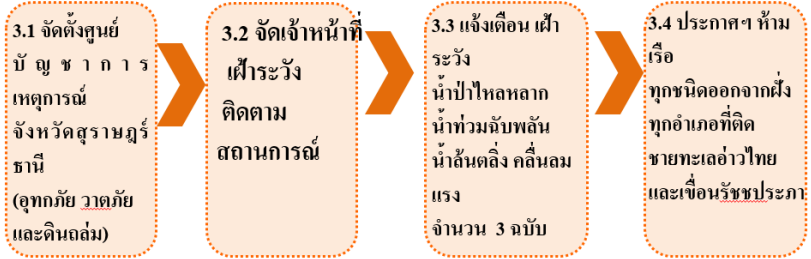 3.1 จัดตั้งศูนย์
บัญชาการ
เหตุการณ์
จังหวัดสุราษฎร์
ธานี
(อุทกภัย วาตภัย
และดินถล่ม)
3.2 จัดเจ้าหน้าที่
เฝ้าระวัง
ติดตาม
สถานการณ์
3.3 แจ้งเตือน เฝ้า
ระวัง
น้ำป่าไหลหลาก
น้ำท่วมฉับพลัน
น้ำล้นตลิ่ง คลื่นลม
แรง
จำนวน 3 ฉบับ
3.4 ประกาศฯ ห้าม
เรือ
ทุกชนิดออกจากฝั่ง
ทุกอำเภอที่ติด
ชายทะเลอ่าวไทย
และเขื่อนรัชชประภา